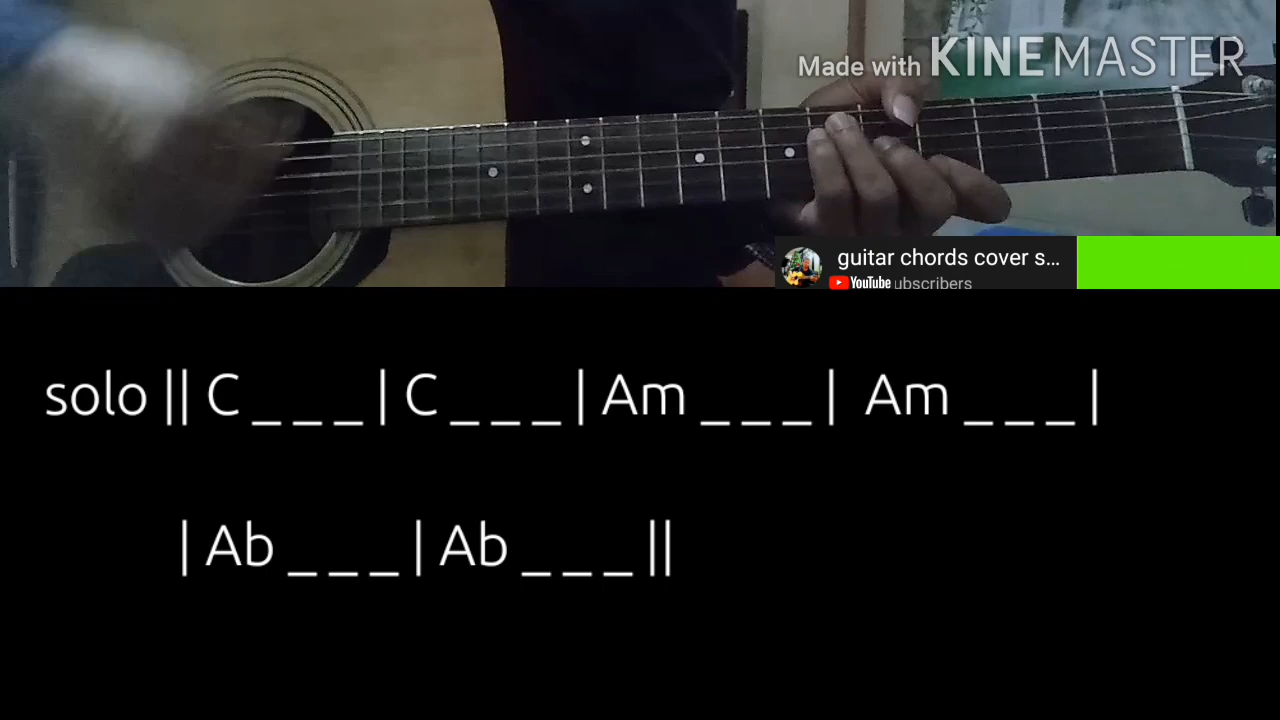 Made with KINEMASTER
guitar chords cover s...
YouTube ubscribers
solo || C _ _ _ | C _ _ _ | Am _ _ _ | Am _ _ _ |
| Ab _ _ _ | Ab _ _ _ ||